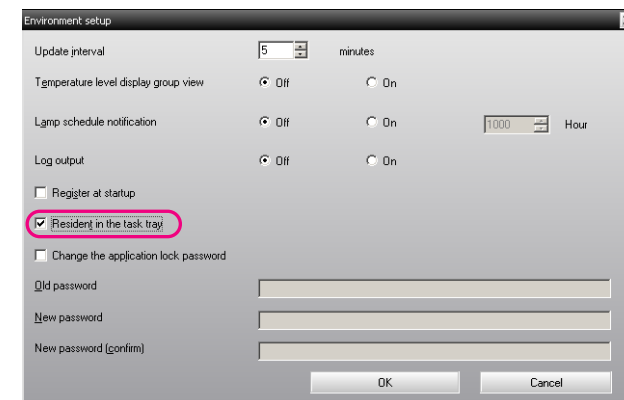 Environment setup
Update interval 5 minutes
Temperature level display group view Off On
Lamp schedule notification Off On 1000 Hour
Log output Off On
Register at startup
Resident in the task tray
Change the application lock password
Old password
New password
New password (confirm)
OK Cancel